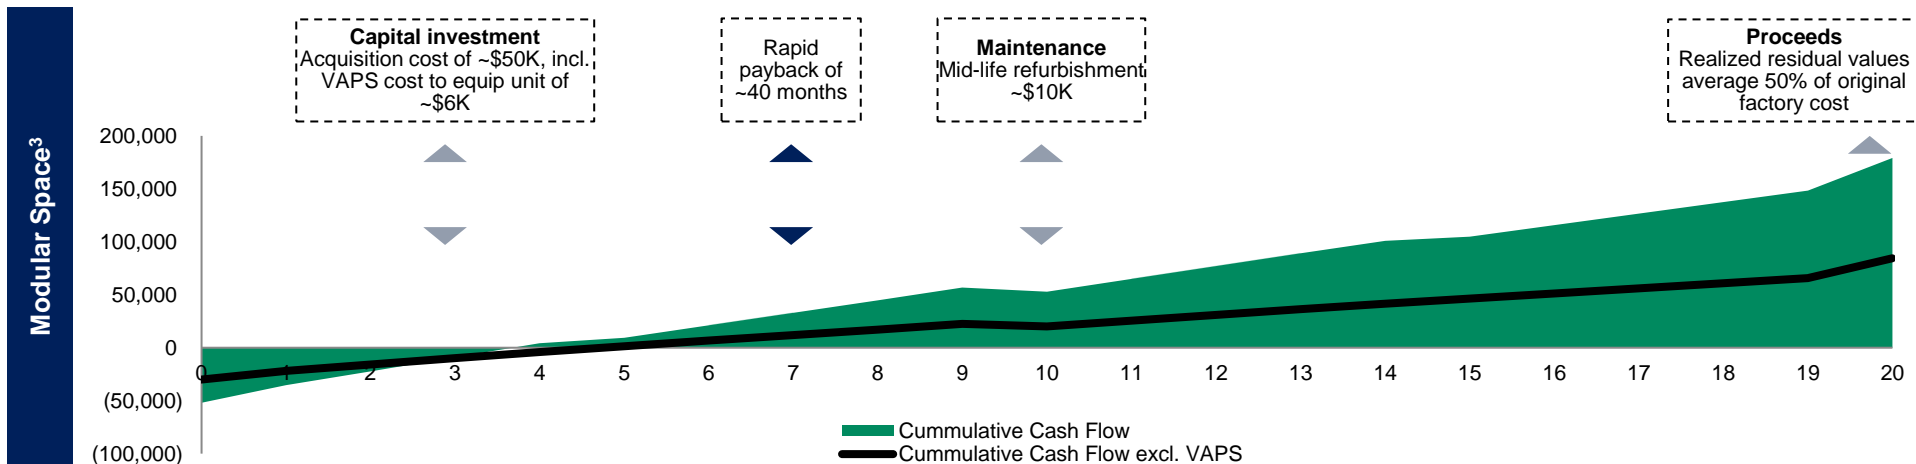 Modular Space3
Capital investment
Acquisition cost of ~$50K, incl.
VAPS cost to equip unit of
~$6K
Rapid
payback of
~40 months
Maintenance
Mid-life refurbishment
~$10K
Proceeds
Realized residual values
average 50% of original
factory cost
200,000
150,000
100,000
50,000
0
(50,000)
(100,000)
0 1 2 3 4 5 6 7 8 9 10 11 12 13 14 15 16 17 18 19 20
Cummulative Cash Flow
Cummulative Cash Flow excl. VAPS